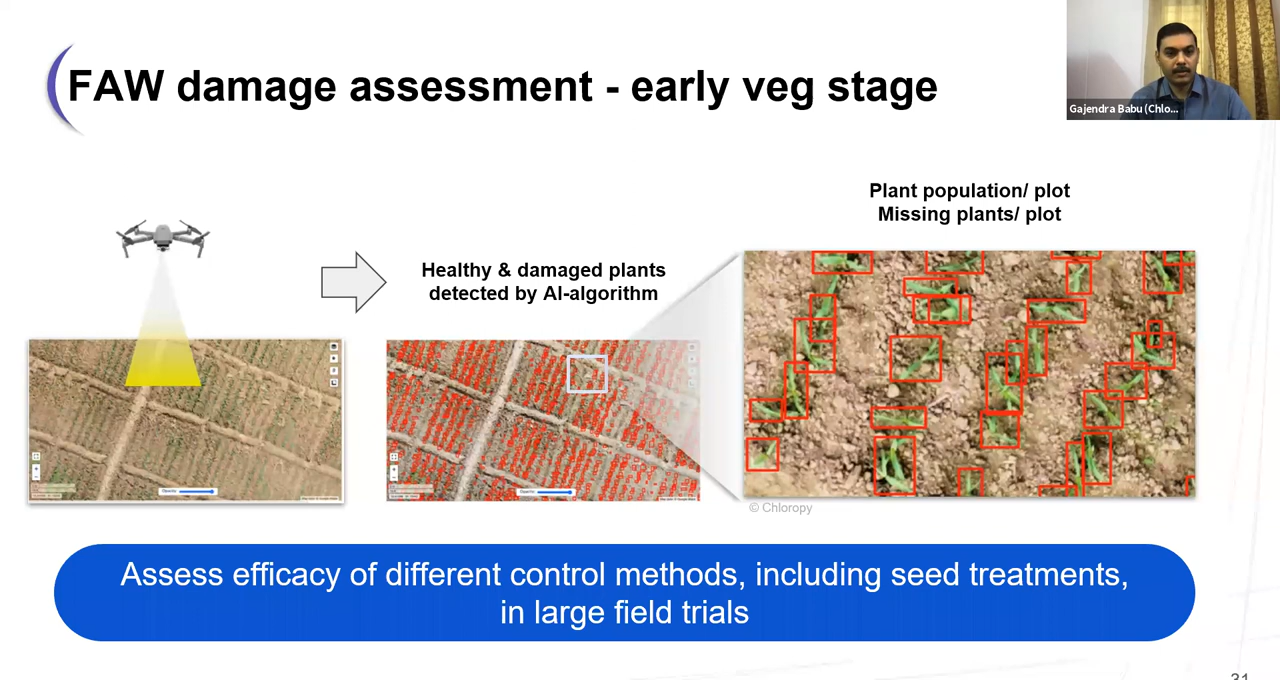 FAW damage assessment - early veg stage
Gajendra Babu (Chlo...
Plant population/ plot
Missing plants/ plot
Healthy & damaged plants
detected by AI-algorithm
© Chloropy
Assess efficacy of different control methods, including seed treatments,
in large field trials
31